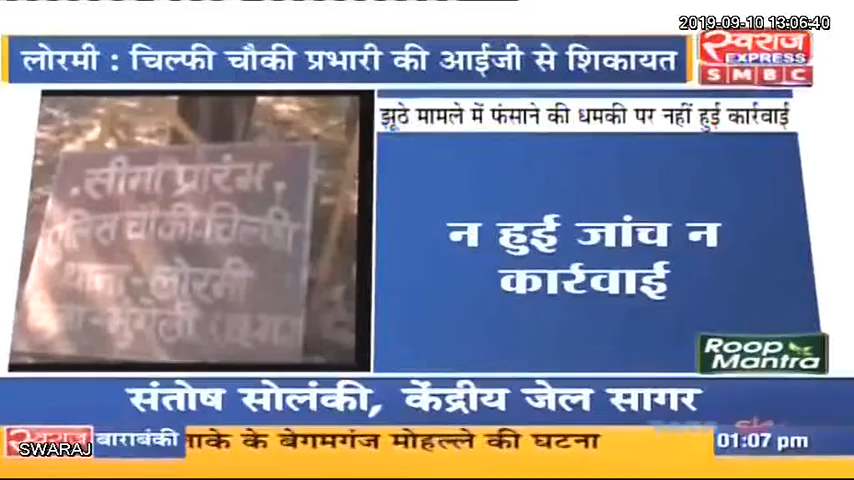 2019-09-10 13:06:40
लोरमी : चिल्फी चौकी प्रभारी की आईजी से शिकायत
स्वराज
EXPRESS
SMBC
झूठे मामले में फंसाने की धमकी पर नहीं हुई कार्रवाई
सीमा प्रारंभ
पुलिस चौकी चिल्फी
थाना-लोरमी
न हुई जांच न
कार्रवाई
Roop
Mantra
संतोष सोलंकी, केंद्रीय जेल सागर
स्वराज
SWARAJ
बाराबंकी
के बेगमगंज मोहल्ले की घटना
01:07 pm